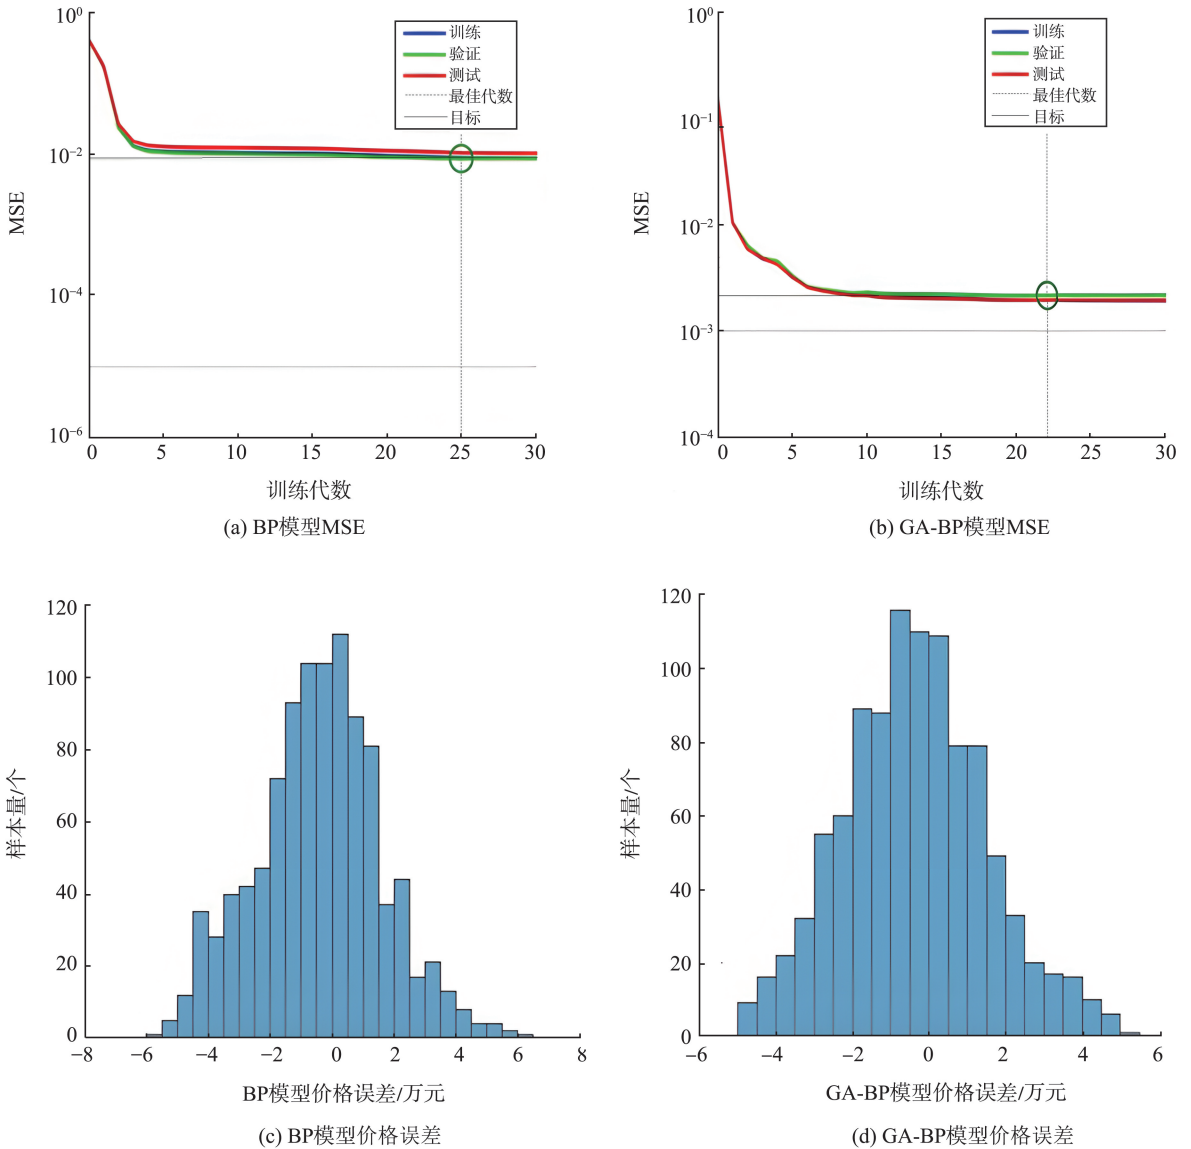 10⁰
10⁻²
10⁻⁴
10⁻⁶
MSE
训练
验证
测试
最佳代数
目标
0 5 10 15 20 25 30
训练代数
(a) BP模型MSE
10⁰
10⁻¹
10⁻²
10⁻³
10⁻⁴
MSE
训练
验证
测试
最佳代数
目标
0 5 10 15 20 25 30
训练代数
(b) GA-BP模型MSE
120
100
80
60
40
20
0
样本量/个
−8 −6 −4 −2 0 2 4 6 8
BP模型价格误差/万元
(c) BP模型价格误差
120
100
80
60
40
20
0
样本量/个
−6 −4 −2 0 2 4 6
GA-BP模型价格误差/万元
(d) GA-BP模型价格误差